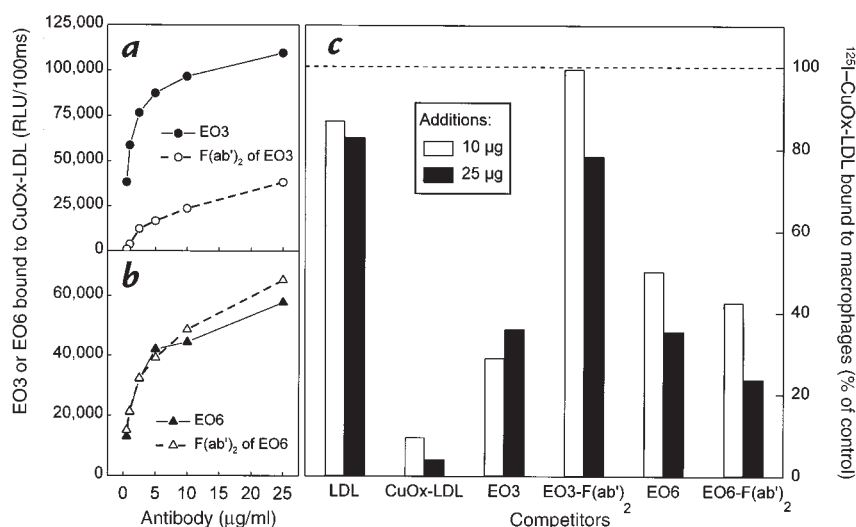 a
EO3 or EO6 bound to CuOx-LDL (RLU/100ms)
125,000
100,000
75,000
50,000
25,000
0
EO3
F(ab')2 of EO3
b
60,000
40,000
20,000
0
EO6
F(ab')2 of EO6
0 5 10 15 20 25
Antibody (μg/ml)
c
Additions:
10 μg
25 μg
100
80
60
40
20
0
125I–CuOx-LDL bound to macrophages (% of control)
LDL CuOx-LDL EO3 EO3-F(ab')2 EO6 EO6-F(ab')2
Competitors